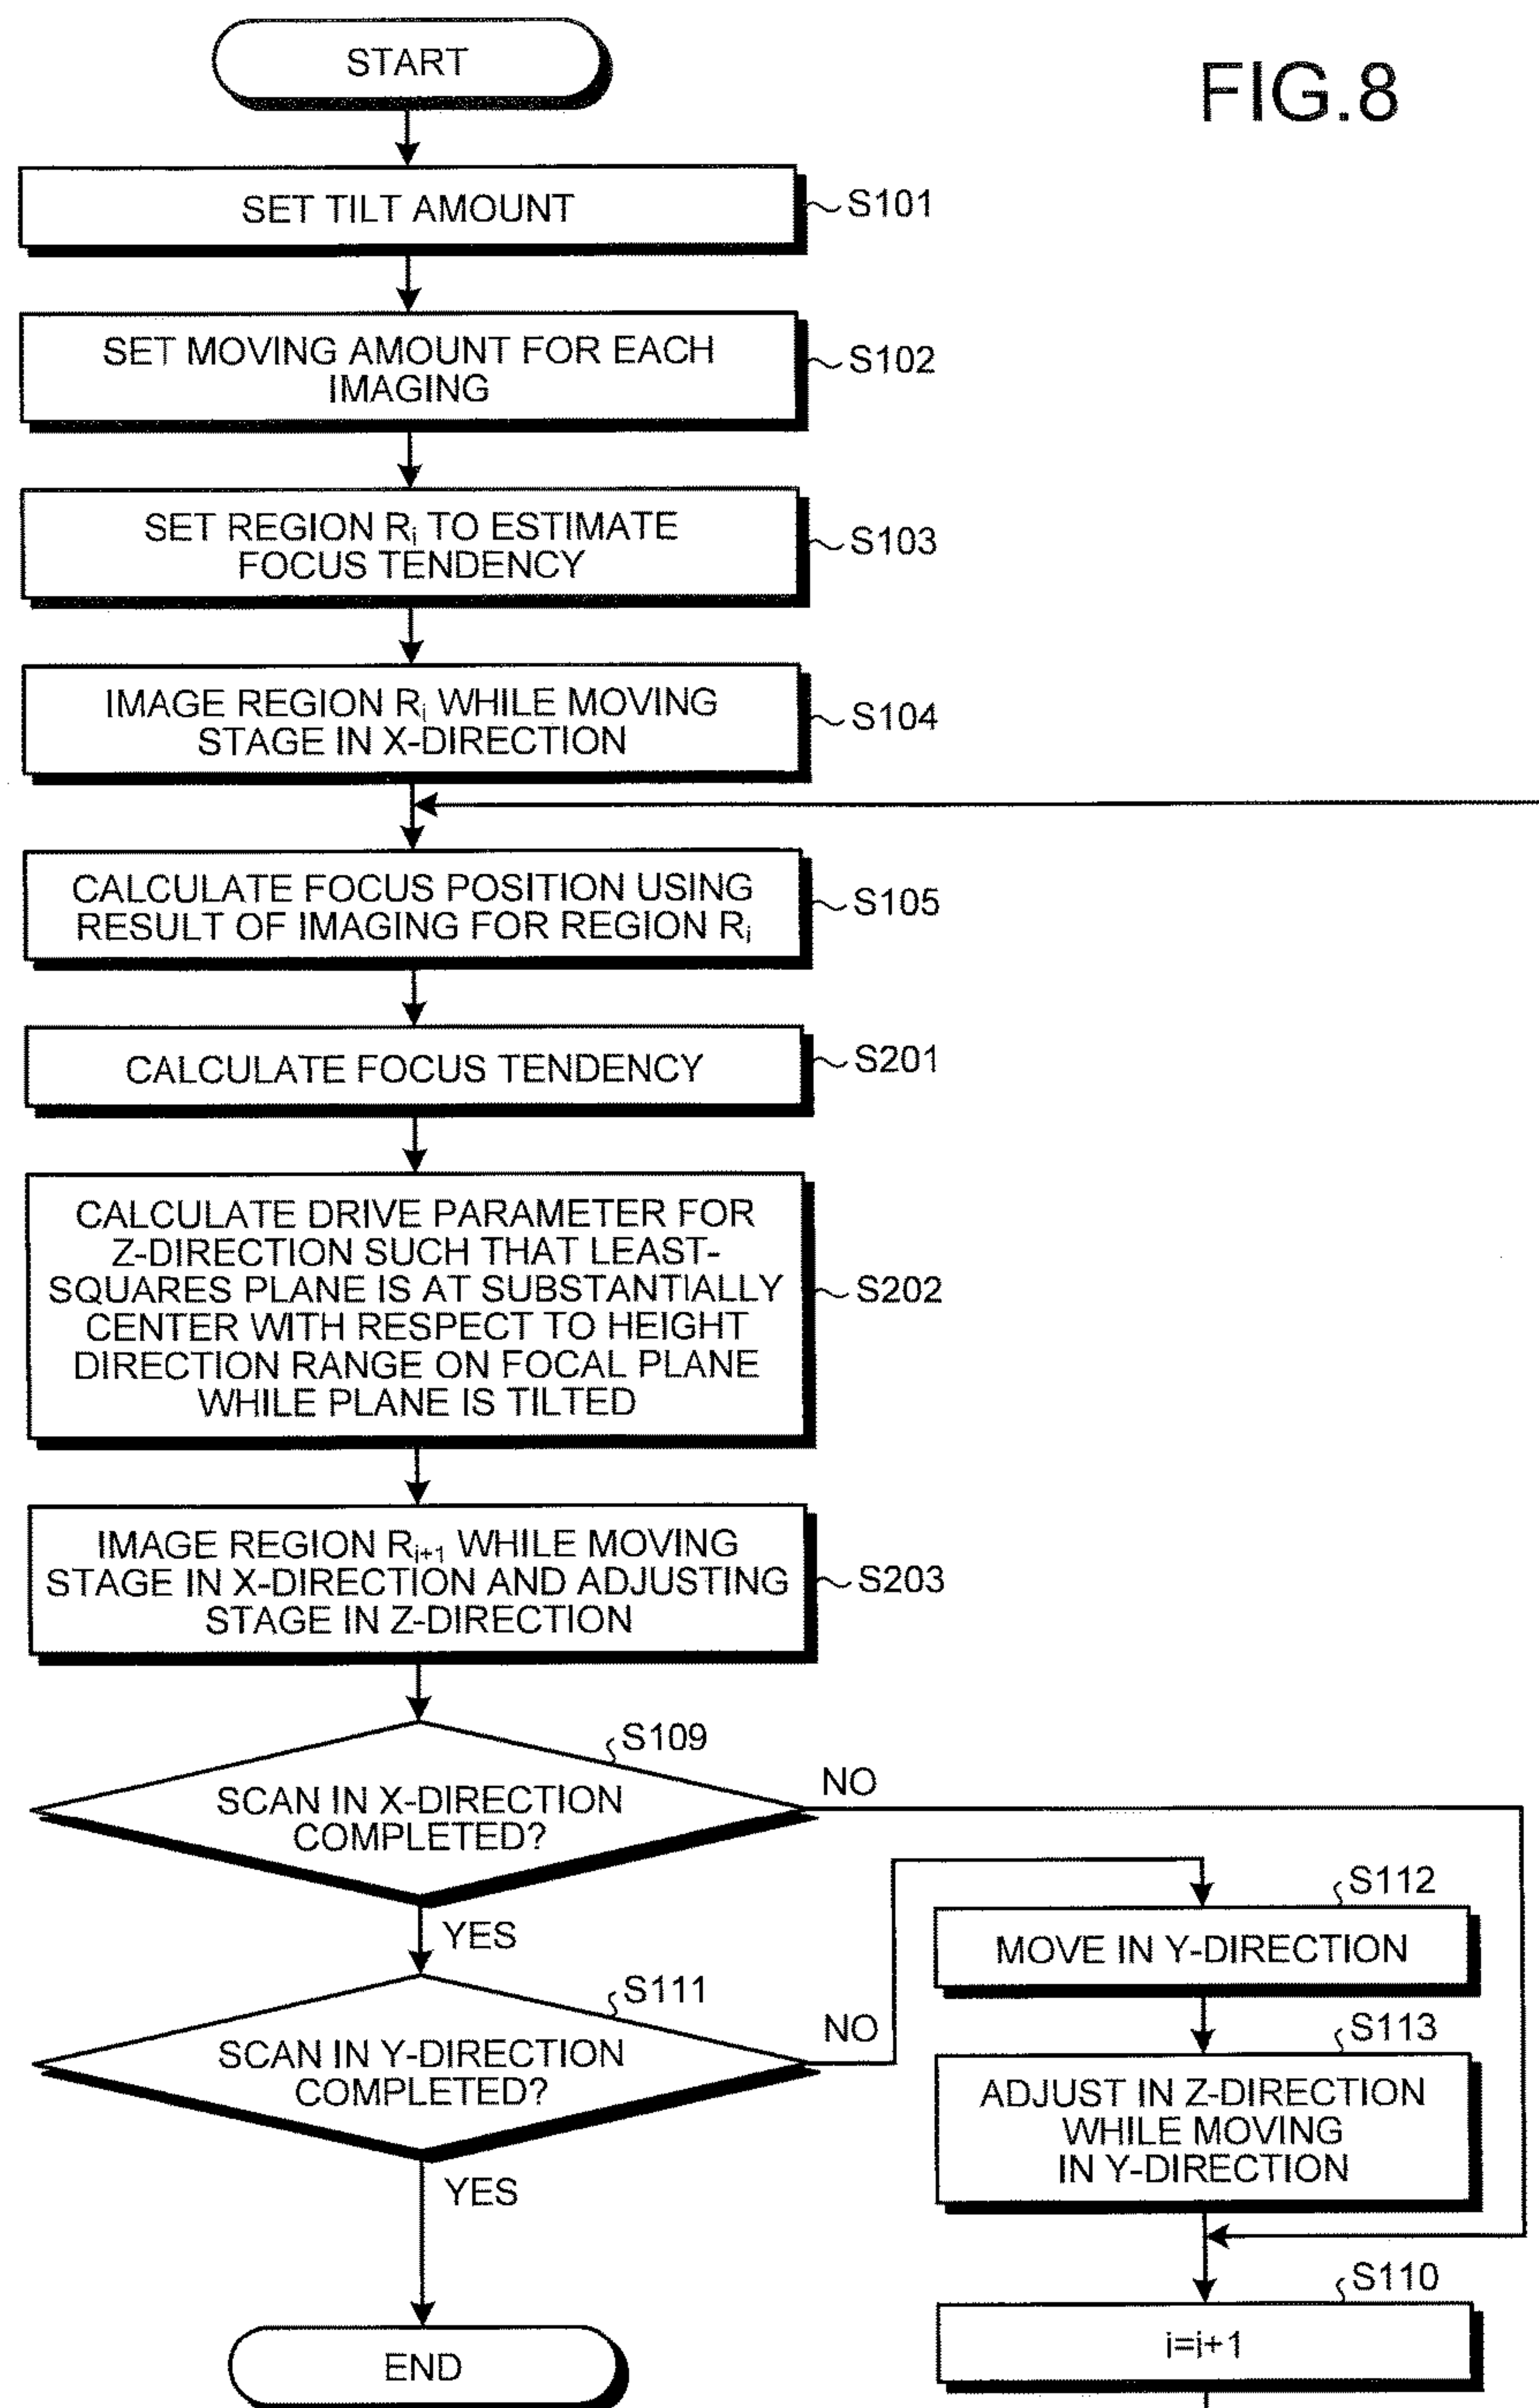 FIG.8
START
SET TILT AMOUNT
S101
SET MOVING AMOUNT FOR EACH
IMAGING
S102
SET REGION Ri TO ESTIMATE
FOCUS TENDENCY
S103
IMAGE REGION Ri WHILE MOVING
STAGE IN X-DIRECTION
S104
CALCULATE FOCUS POSITION USING
RESULT OF IMAGING FOR REGION Ri
S105
CALCULATE FOCUS TENDENCY
S201
CALCULATE DRIVE PARAMETER FOR
Z-DIRECTION SUCH THAT LEAST-
SQUARES PLANE IS AT SUBSTANTIALLY
CENTER WITH RESPECT TO HEIGHT
DIRECTION RANGE ON FOCAL PLANE
WHILE PLANE IS TILTED
S202
IMAGE REGION Ri+1 WHILE MOVING
STAGE IN X-DIRECTION AND ADJUSTING
STAGE IN Z-DIRECTION
S203
S109
SCAN IN X-DIRECTION
COMPLETED?
NO
YES
S111
SCAN IN Y-DIRECTION
COMPLETED?
NO
YES
S112
MOVE IN Y-DIRECTION
S113
ADJUST IN Z-DIRECTION
WHILE MOVING
IN Y-DIRECTION
S110
i=i+1
END